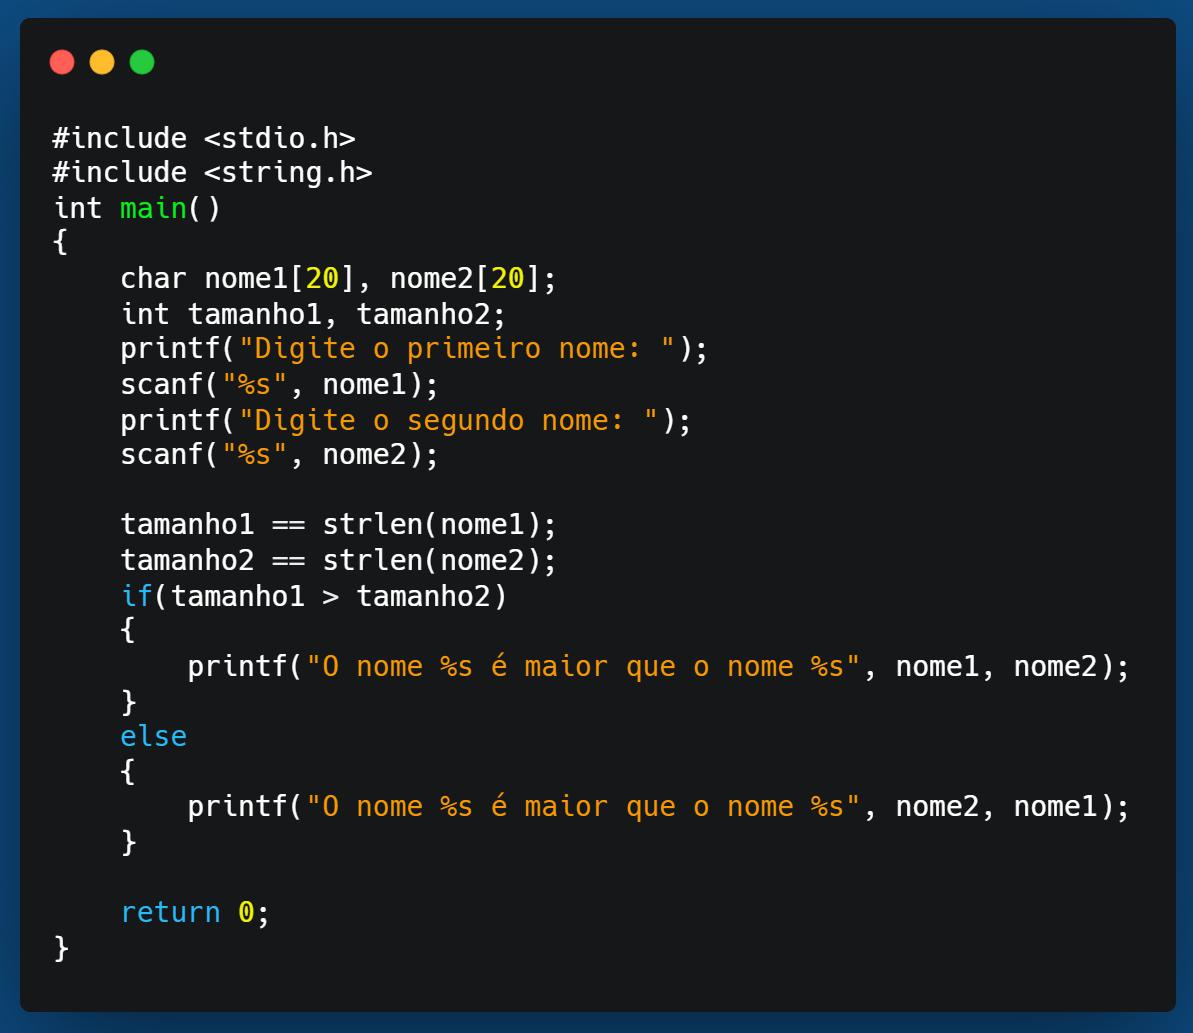 #include <stdio.h>
#include <string.h>
int main()
{
    char nome1[20], nome2[20];
    int tamanho1, tamanho2;
    printf("Digite o primeiro nome: ");
    scanf("%s", nome1);
    printf("Digite o segundo nome: ");
    scanf("%s", nome2);

    tamanho1 == strlen(nome1);
    tamanho2 == strlen(nome2);
    if(tamanho1 > tamanho2)
    {
        printf("O nome %s é maior que o nome %s", nome1, nome2);
    }
    else
    {
        printf("O nome %s é maior que o nome %s", nome2, nome1);
    }

    return 0;
}